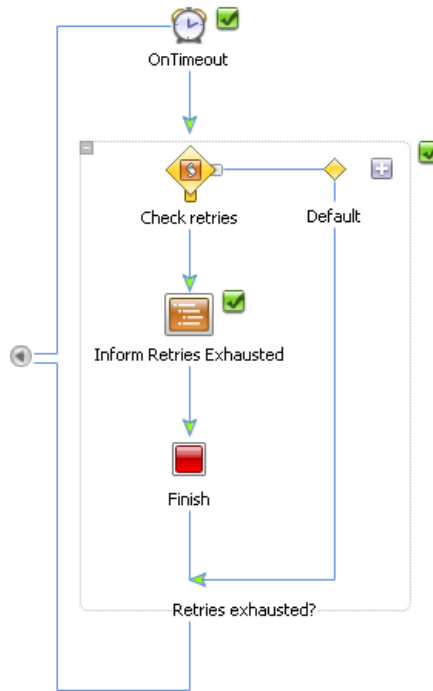 OnTimeout
Check retries
Default
Inform Retries Exhausted
Finish
Retries exhausted?